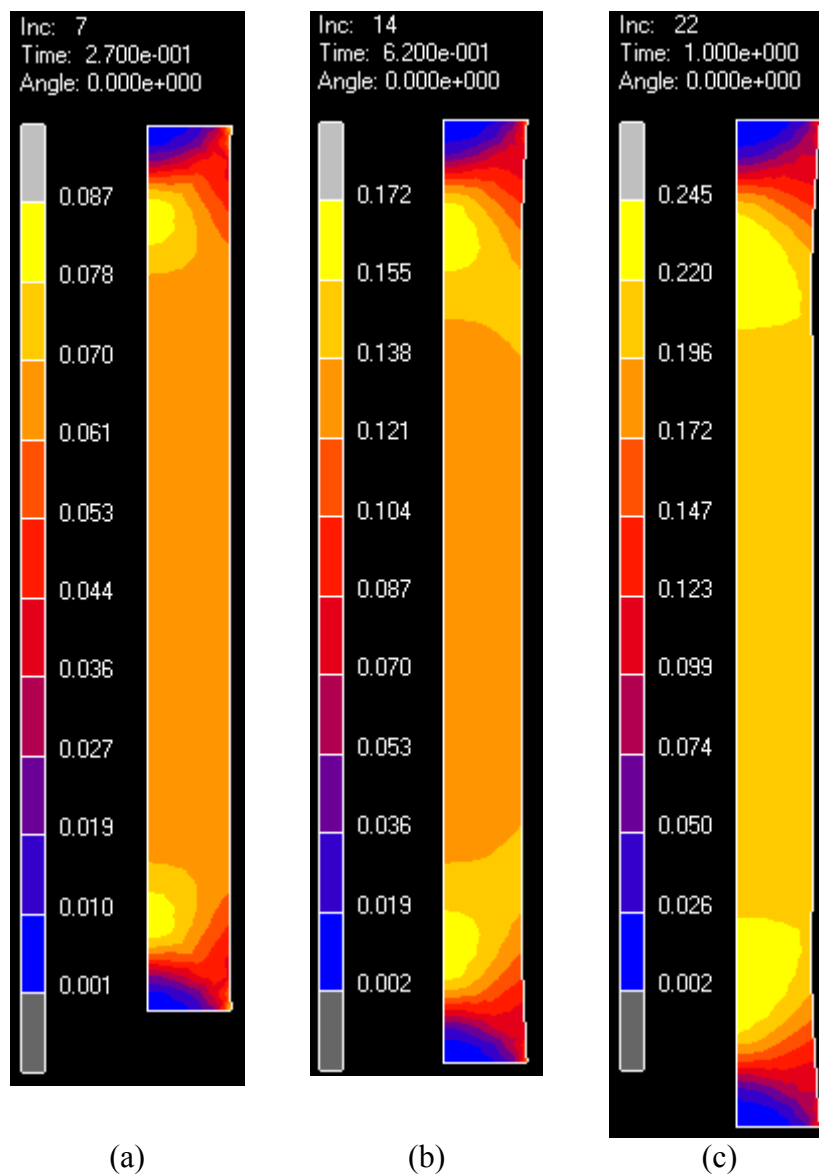 Inc: 7
Time: 2.700e-001
Angle: 0.000e+000
0.087
0.078
0.070
0.061
0.053
0.044
0.036
0.027
0.019
0.010
0.001
(a)
Inc: 14
Time: 6.200e-001
Angle: 0.000e+000
0.172
0.155
0.138
0.121
0.104
0.087
0.070
0.053
0.036
0.019
0.002
(b)
Inc: 22
Time: 1.000e+000
Angle: 0.000e+000
0.245
0.220
0.196
0.172
0.147
0.123
0.099
0.074
0.050
0.026
0.002
(c)